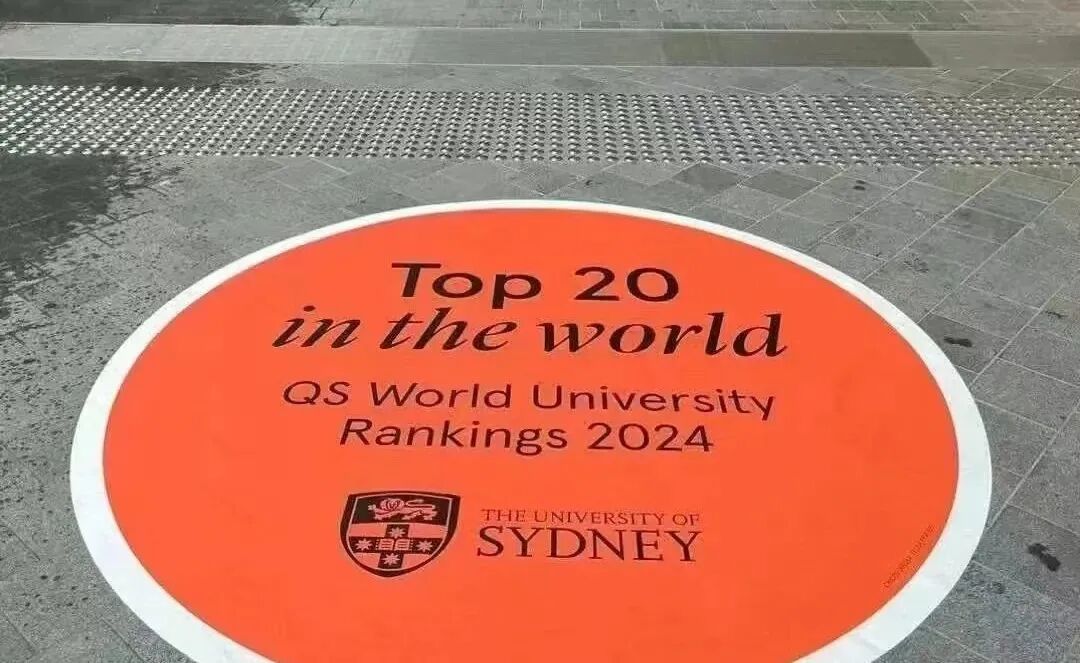 Top 20
in the world
QS World University
Rankings 2024
THE UNIVERSITY OF
SYDNEY